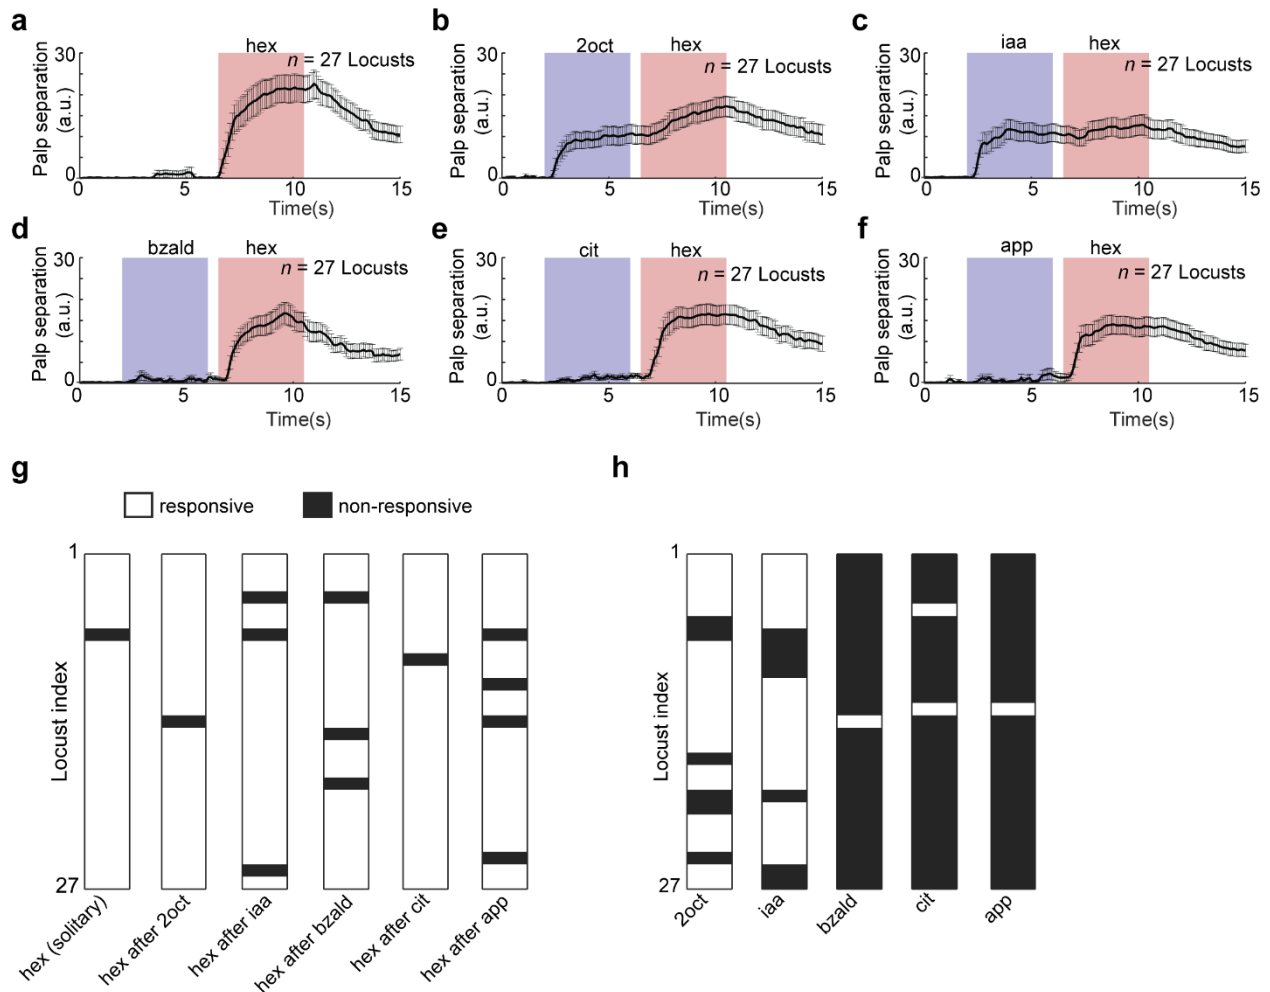 a
hex
n = 27 Locusts
30
0
Palp separation
(a.u.)
0
5
10
15
Time(s)
b
2oct
hex
n = 27 Locusts
30
0
Palp separation
(a.u.)
0
5
10
15
Time(s)
c
iaa
hex
n = 27 Locusts
30
0
Palp separation
(a.u.)
0
5
10
15
Time(s)
d
bzald
hex
n = 27 Locusts
30
0
Palp separation
(a.u.)
0
5
10
15
Time(s)
e
cit
hex
n = 27 Locusts
30
0
Palp separation
(a.u.)
0
5
10
15
Time(s)
f
app
hex
n = 27 Locusts
30
0
Palp separation
(a.u.)
0
5
10
15
Time(s)
g
responsive
non-responsive
1
27
Locust index
hex (solitary)
hex after 2oct
hex after iaa
hex after bzald
hex after cit
hex after app
h
1
27
Locust index
2oct
iaa
bzald
cit
app